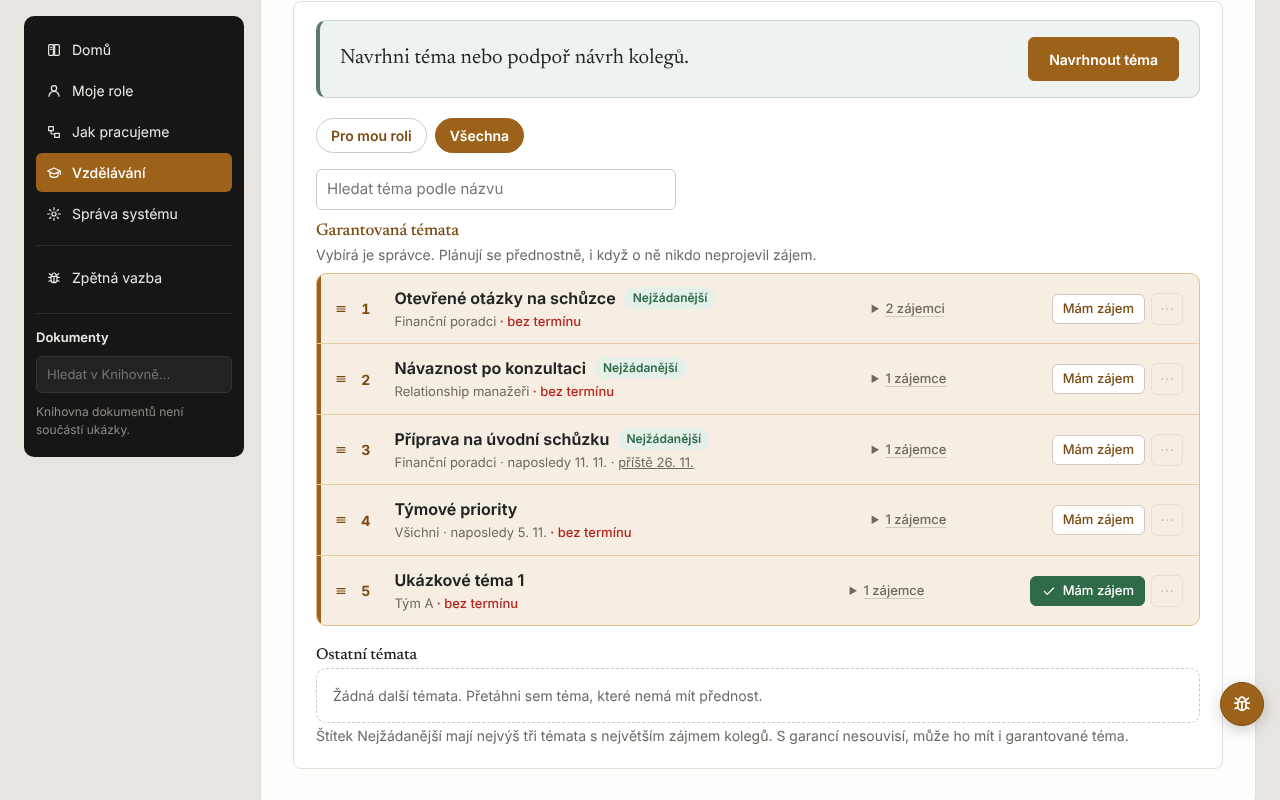 Domů
Moje role
Jak pracujeme
Vzdělávání
Správa systému
Zpětná vazba
Dokumenty
Hledat v Knihovně...
Knihovna dokumentů není
součástí ukázky.
Navrhni téma nebo podpoř návrh kolegů.
Navrhnout téma
Pro mou roli
Všechna
Hledat téma podle názvu
Garantovaná témata
Vybírá je správce. Plánují se přednostně, i když o ně nikdo neprojevil zájem.
1 Otevřené otázky na schůzce Nejžádanější 2 zájemci Mám zájem ...
Finanční poradci · bez termínu
2 Návaznost po konzultaci Nejžádanější 1 zájemce Mám zájem ...
Relationship manažeři · bez termínu
3 Příprava na úvodní schůzku Nejžádanější 1 zájemce Mám zájem ...
Finanční poradci · naposledy 11. 11. · příště 26. 11.
4 Týmové priority 1 zájemce Mám zájem ...
Všichni · naposledy 5. 11. · bez termínu
5 Ukázkové téma 1 1 zájemce Mám zájem ...
Tým A · bez termínu
Ostatní témata
Žádná další témata. Přetáhni sem téma, které nemá mít přednost.
Štítek Nejžádanější mají nejvýš tři témata s největším zájmem kolegů. S garancí nesouvisí, může ho mít i garantované téma.